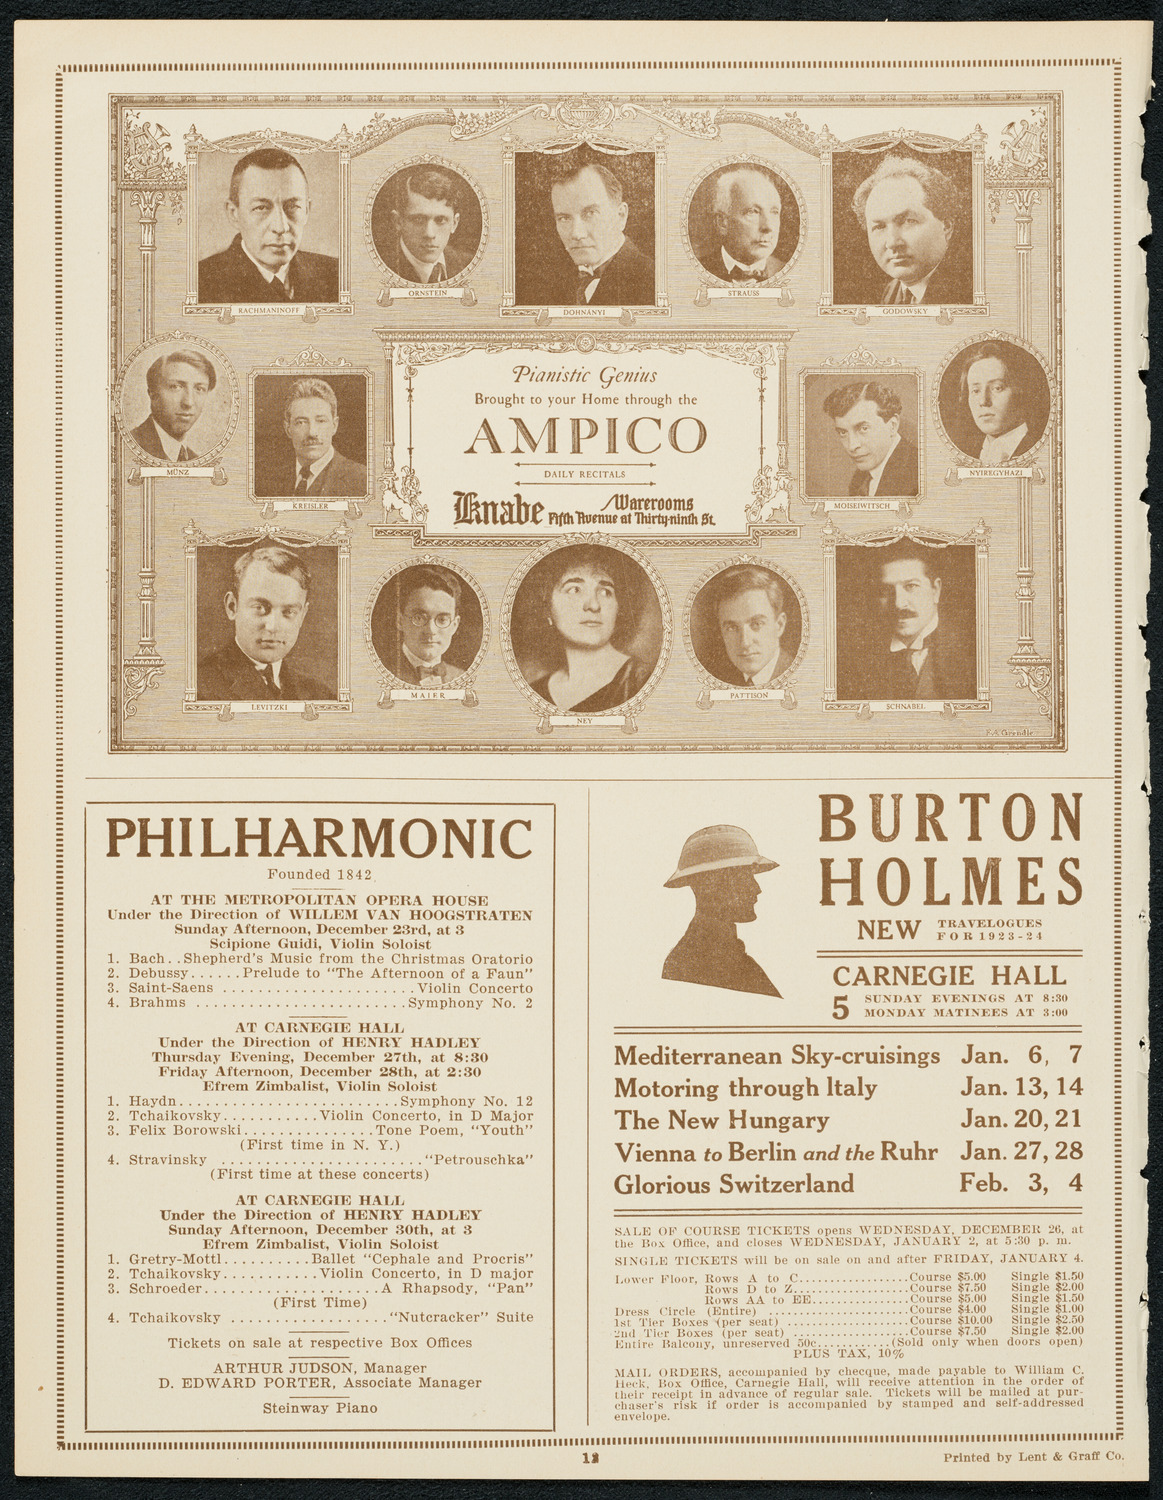 RACHMANINOFF
ORNSTEIN
DOHNÁNYI
STRAUSS
GODOWSKY
MÜNZ
KREISLER
Pianistic Genius
Brought to your Home through the
AMPICO
DAILY RECITALS
Knabe Warerooms
Fifth Avenue at Thirty-ninth St.
MOISEIWITSCH
NYIREGYHAZI
LEVITZKI
MAIER
NEY
PATTISON
SCHNABEL
F.A. Grendle
PHILHARMONIC
Founded 1842
AT THE METROPOLITAN OPERA HOUSE
Under the Direction of WILLEM VAN HOOGSTRATEN
Sunday Afternoon, December 23rd, at 3
Scipione Guidi, Violin Soloist
1. Bach..Shepherd's Music from the Christmas Oratorio
2. Debussy......Prelude to "The Afternoon of a Faun"
3. Saint-Saens ......................Violin Concerto
4. Brahms ........................Symphony No. 2
AT CARNEGIE HALL
Under the Direction of HENRY HADLEY
Thursday Evening, December 27th, at 8:30
Friday Afternoon, December 28th, at 2:30
Efrem Zimbalist, Violin Soloist
1. Haydn.........................Symphony No. 12
2. Tchaikovsky..........Violin Concerto, in D Major
3. Felix Borowski..............Tone Poem, "Youth"
(First time in N. Y.)
4. Stravinsky ......................"Petrouschka"
(First time at these concerts)
AT CARNEGIE HALL
Under the Direction of HENRY HADLEY
Sunday Afternoon, December 30th, at 3
Efrem Zimbalist, Violin Soloist
1. Gretry-Mottl..........Ballet "Cephale and Procris"
2. Tchaikovsky...........Violin Concerto, in D major
3. Schroeder....................A Rhapsody, "Pan"
(First Time)
4. Tchaikovsky .................."Nutcracker" Suite
Tickets on sale at respective Box Offices
ARTHUR JUDSON, Manager
D. EDWARD PORTER, Associate Manager
Steinway Piano
BURTON
HOLMES
NEW TRAVELOGUES
FOR 1923-24
CARNEGIE HALL
5 SUNDAY EVENINGS AT 8:30
MONDAY MATINEES AT 3:00
Mediterranean Sky-cruisings Jan. 6, 7
Motoring through Italy Jan. 13, 14
The New Hungary Jan. 20, 21
Vienna to Berlin and the Ruhr Jan. 27, 28
Glorious Switzerland Feb. 3, 4
SALE OF COURSE TICKETS opens WEDNESDAY, DECEMBER 26, at
the Box Office, and closes WEDNESDAY, JANUARY 2, at 5:30 p. m.
SINGLE TICKETS will be on sale on and after FRIDAY, JANUARY 4.
Lower Floor, Rows A to C.................Course $5.00 Single $1.50
Rows D to Z..................Course $7.50 Single $2.00
Rows AA to EE...............Course $5.00 Single $1.50
Dress Circle (Entire) ......................Course $4.00 Single $1.00
1st Tier Boxes (per seat) ...................Course $10.00 Single $2.50
2nd Tier Boxes (per seat) ..................Course $7.50 Single $2.00
Entire Balcony, unreserved 50c............(Sold only when doors open)
PLUS TAX, 10%
MAIL ORDERS, accompanied by checque, made payable to William C.
Heck, Box Office, Carnegie Hall, will receive attention in the order of
their receipt in advance of regular sale. Tickets will be mailed at pur-
chaser's risk if order is accompanied by stamped and self-addressed
envelope.
Printed by Lent & Graff Co.